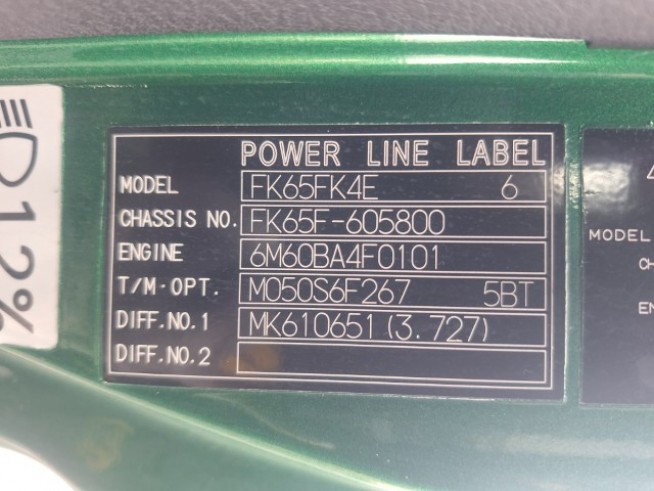 POWER LINE LABEL
MODEL FK65FK4E 6
CHASSIS NO. FK65F-605800
ENGINE 6M60BA4F0101
T/M·OPT. M050S6F267 5BT
DIFF.NO.1 MK610651(3.727)
DIFF.NO.2
12%
MODEL